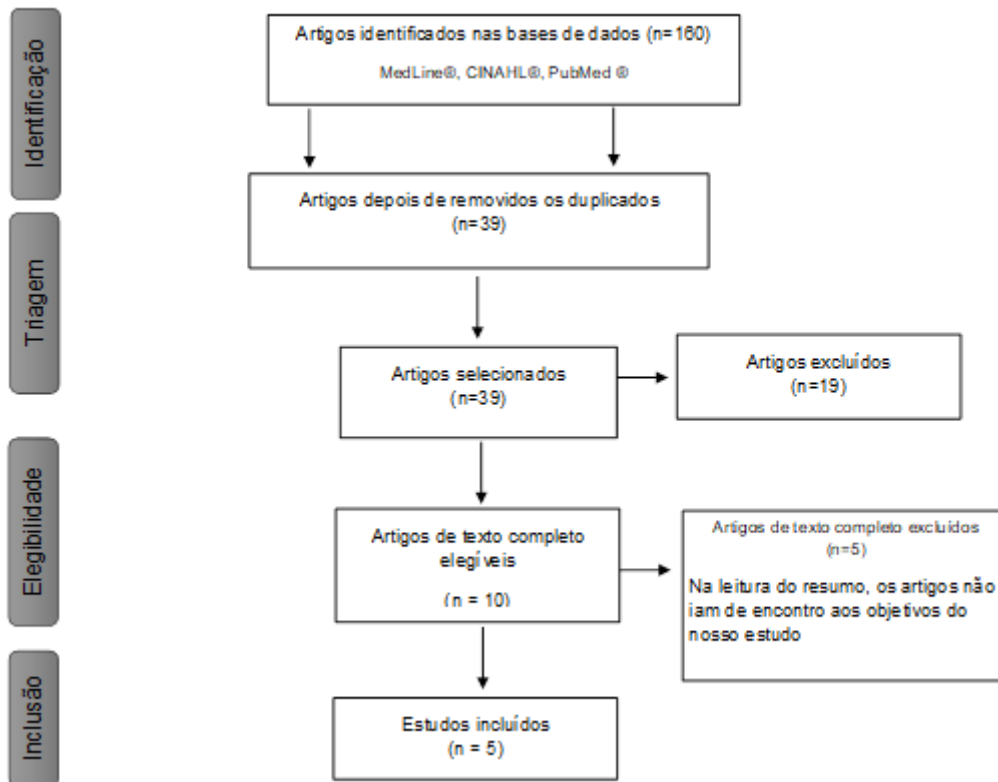 Identificação
Artigos identificados nas bases de dados (n=160)
MedLine®, CINAHL®, PubMed ®
Artigos depois de removidos os duplicados
(n=39)
Triagem
Artigos selecionados
(n=39)
Artigos excluídos
(n=19)
Elegibilidade
Artigos de texto completo
elegíveis
(n = 10)
Artigos de texto completo excluídos
(n=5)
Na leitura do resumo, os artigos não
iam de encontro aos objetivos do
nosso estudo
Inclusão
Estudos incluídos
(n = 5)